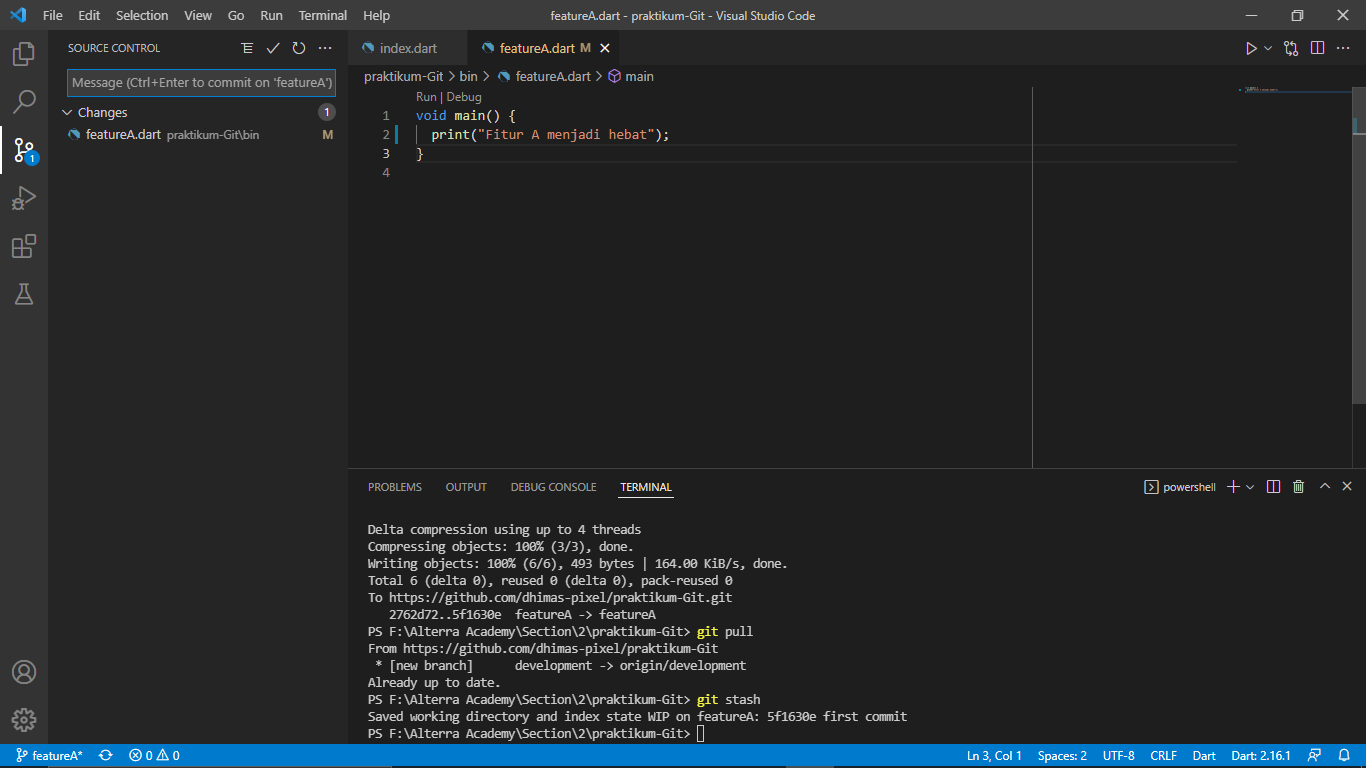 File Edit Selection View Go Run Terminal Help featureA.dart - praktikum-Git - Visual Studio Code
SOURCE CONTROL
Message (Ctrl+Enter to commit on 'featureA')
Changes 1
featureA.dart praktikum-Git\bin M
1
index.dart featureA.dart M
praktikum-Git > bin > featureA.dart > main
Run | Debug
1 void main() {
2 print("Fitur A menjadi hebat");
3 }
4
PROBLEMS OUTPUT DEBUG CONSOLE TERMINAL powershell
Delta compression using up to 4 threads
Compressing objects: 100% (3/3), done.
Writing objects: 100% (6/6), 493 bytes | 164.00 KiB/s, done.
Total 6 (delta 0), reused 0 (delta 0), pack-reused 0
To https://github.com/dhimas-pixel/praktikum-Git.git
2762d72..5f1630e featureA -> featureA
PS F:\Alterra Academy\Section\2\praktikum-Git> git pull
From https://github.com/dhimas-pixel/praktikum-Git
* [new branch] development -> origin/development
Already up to date.
PS F:\Alterra Academy\Section\2\praktikum-Git> git stash
Saved working directory and index state WIP on featureA: 5f1630e first commit
PS F:\Alterra Academy\Section\2\praktikum-Git>
featureA* 0 0 Ln 3, Col 1 Spaces: 2 UTF-8 CRLF Dart Dart: 2.16.1